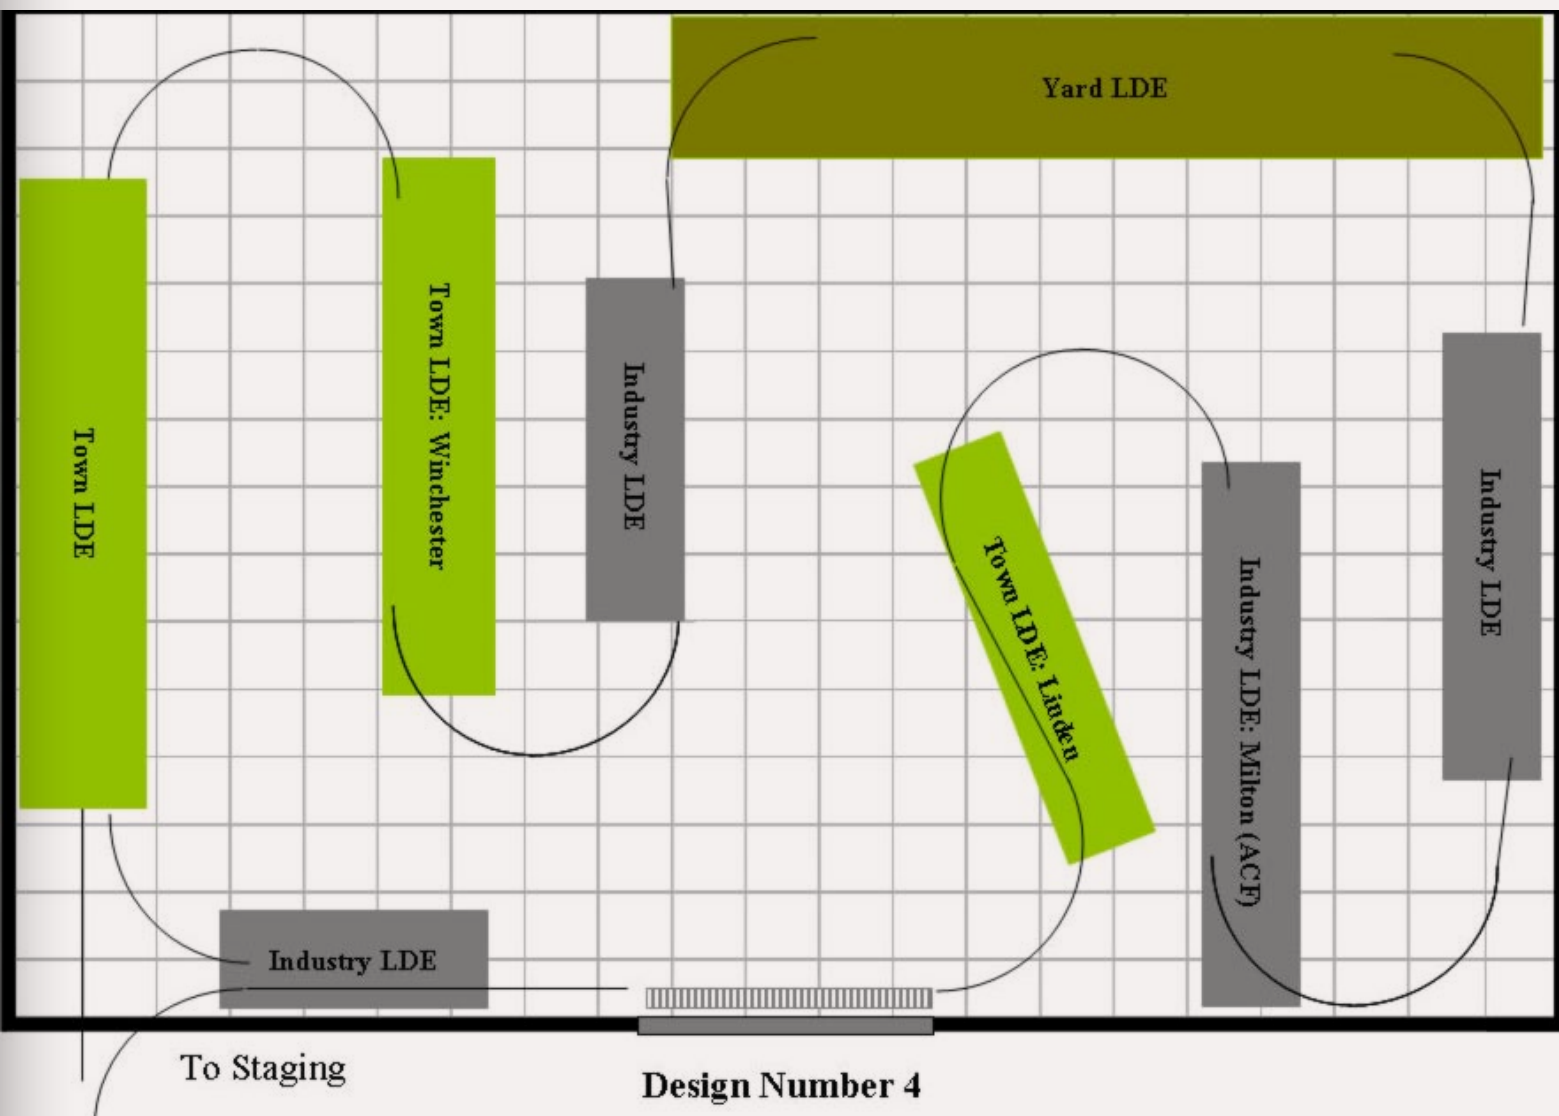 Yard LDE
Town LDE
Town LDE: Winchester
Industry LDE
Town LDE: Linden
Industry LDE: Milton (ACF)
Industry LDE
Industry LDE
To Staging
Design Number 4